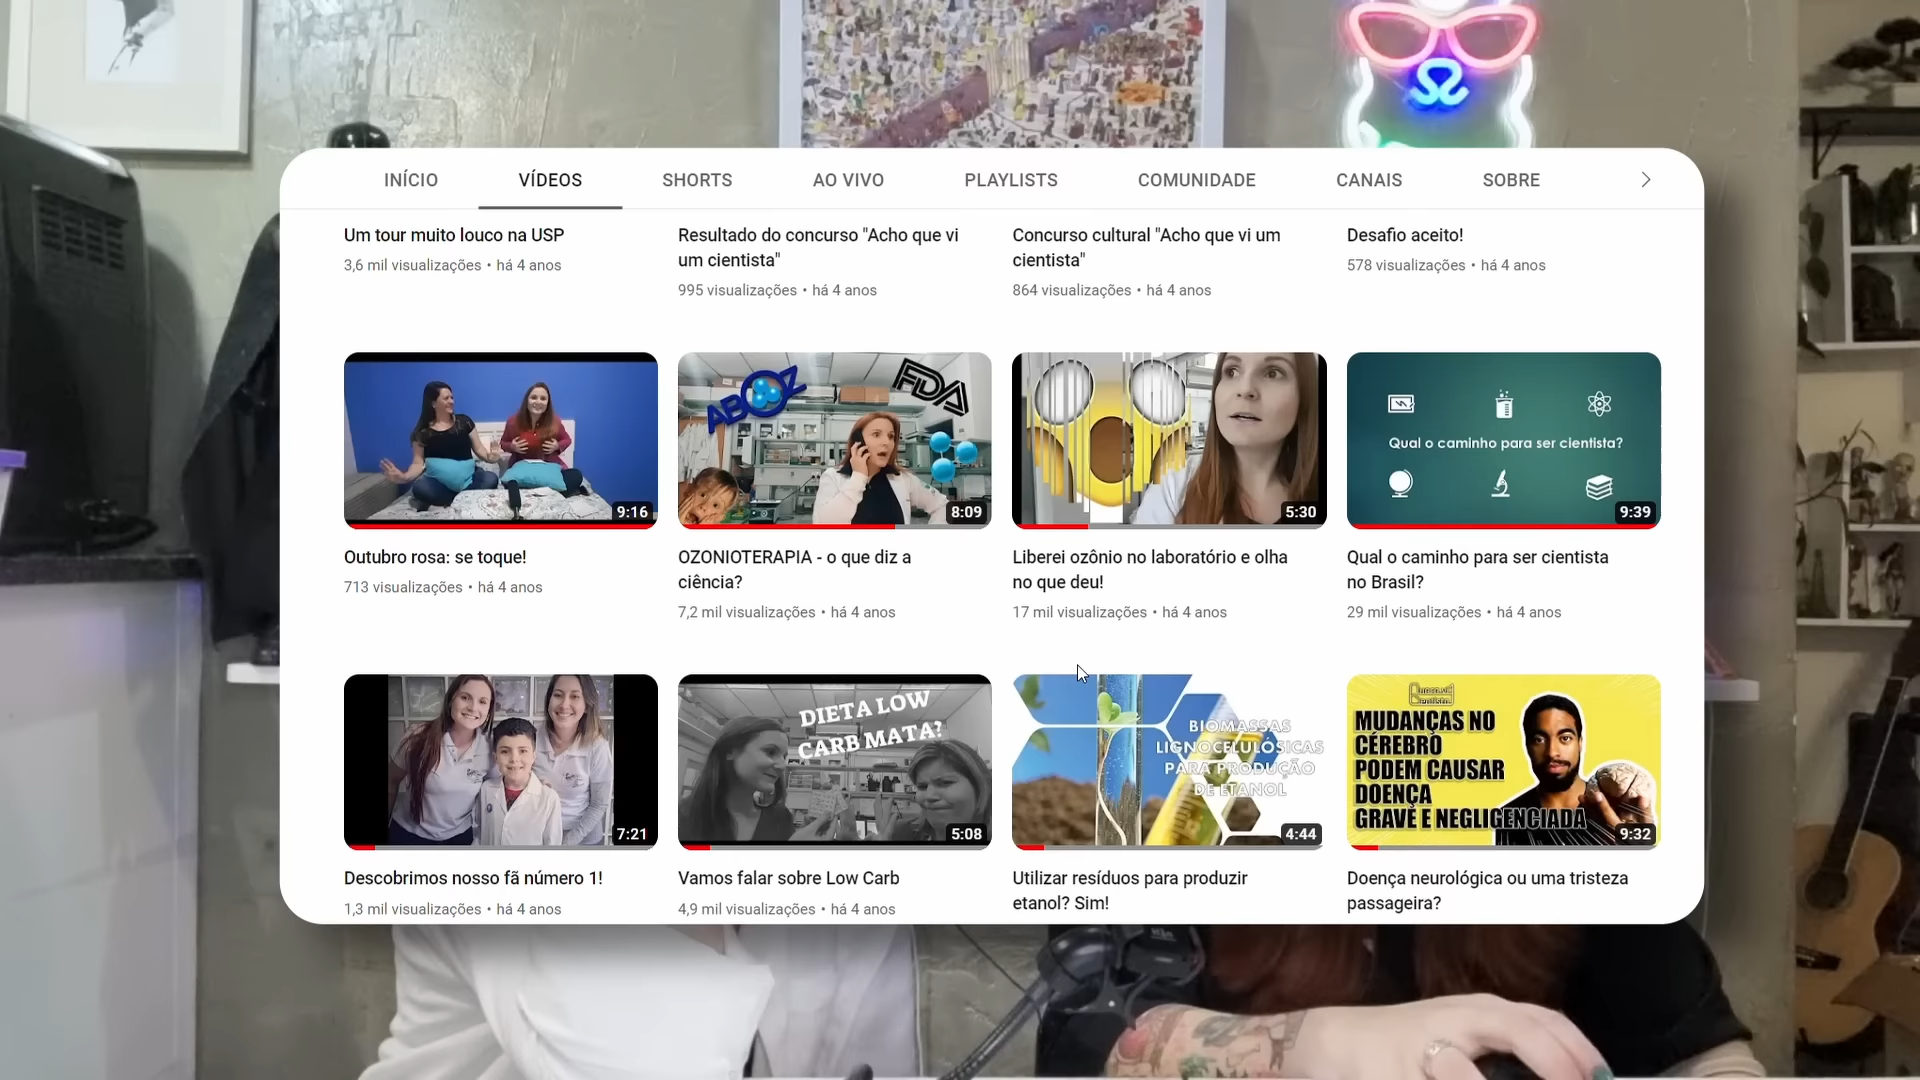 INÍCIO
VÍDEOS
SHORTS
AO VIVO
PLAYLISTS
COMUNIDADE
CANAIS
SOBRE
Um tour muito louco na USP
3,6 mil visualizações • há 4 anos
Resultado do concurso "Acho que vi
um cientista"
995 visualizações • há 4 anos
Concurso cultural "Acho que vi um
cientista"
864 visualizações • há 4 anos
Desafio aceito!
578 visualizações • há 4 anos
9:16
Outubro rosa: se toque!
713 visualizações • há 4 anos
ABOZ
FDA
8:09
OZONIOTERAPIA - o que diz a
ciência?
7,2 mil visualizações • há 4 anos
5:30
Liberei ozônio no laboratório e olha
no que deu!
17 mil visualizações • há 4 anos
Qual o caminho para ser cientista?
9:39
Qual o caminho para ser cientista
no Brasil?
29 mil visualizações • há 4 anos
7:21
Descobrimos nosso fã número 1!
1,3 mil visualizações • há 4 anos
DIETA LOW
CARB MATA?
5:08
Vamos falar sobre Low Carb
4,9 mil visualizações • há 4 anos
BIOMASSAS
LIGNOCELULÓSICAS
PARA PRODUÇÃO
DE ETANOL
4:44
Utilizar resíduos para produzir
etanol? Sim!
MUDANÇAS NO
CÉREBRO
PODEM CAUSAR
DOENÇA
GRAVE E NEGLIGENCIADA
9:32
Doença neurológica ou uma tristeza
passageira?